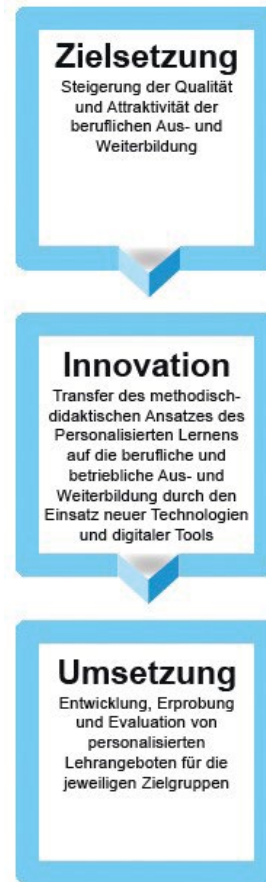 Zielsetzung
Steigerung der Qualität
und Attraktivität der
beruflichen Aus- und
Weiterbildung
Innovation
Transfer des methodisch-
didaktischen Ansatzes des
Personalisierten Lernens
auf die berufliche und
betriebliche Aus- und
Weiterbildung durch den
Einsatz neuer Technologien
und digitaler Tools
Umsetzung
Entwicklung, Erprobung
und Evaluation von
personalisierten
Lehrangeboten für die
jeweiligen Zielgruppen